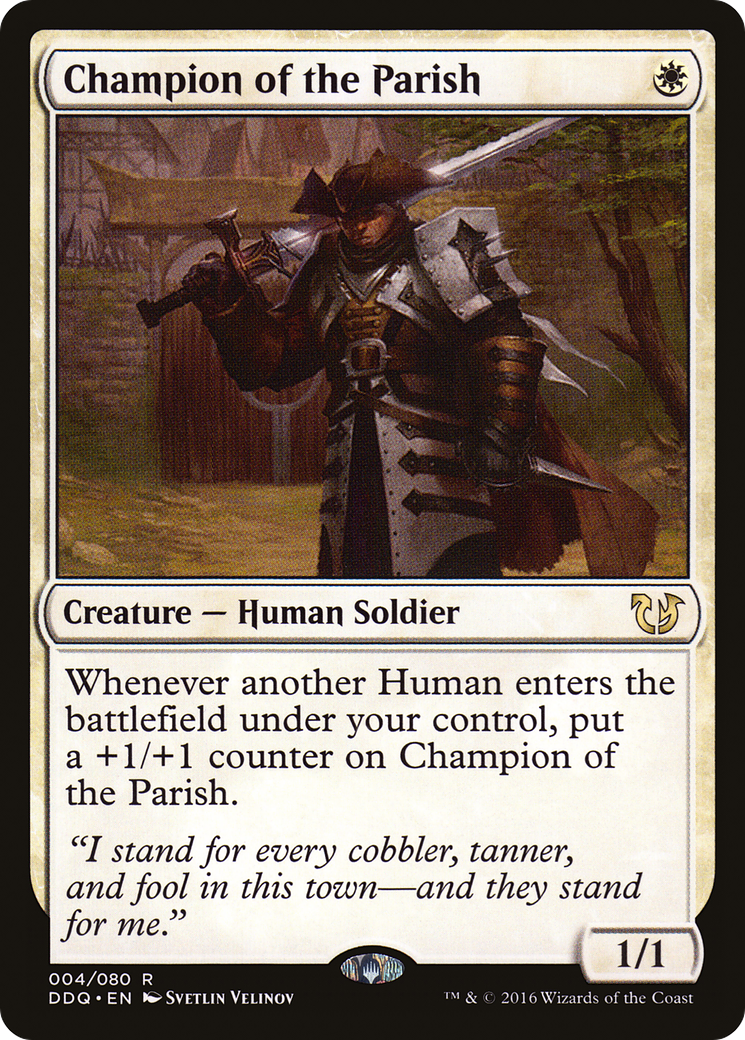 Champion of the Parish
Creature — Human Soldier
Whenever another Human enters the
battlefield under your control, put
a +1/+1 counter on Champion of
the Parish.
“I stand for every cobbler, tanner,
and fool in this town—and they stand
for me.”
1/1
004/080 R
DDQ • EN Svetlin Velinov
™ & © 2016 Wizards of the Coast